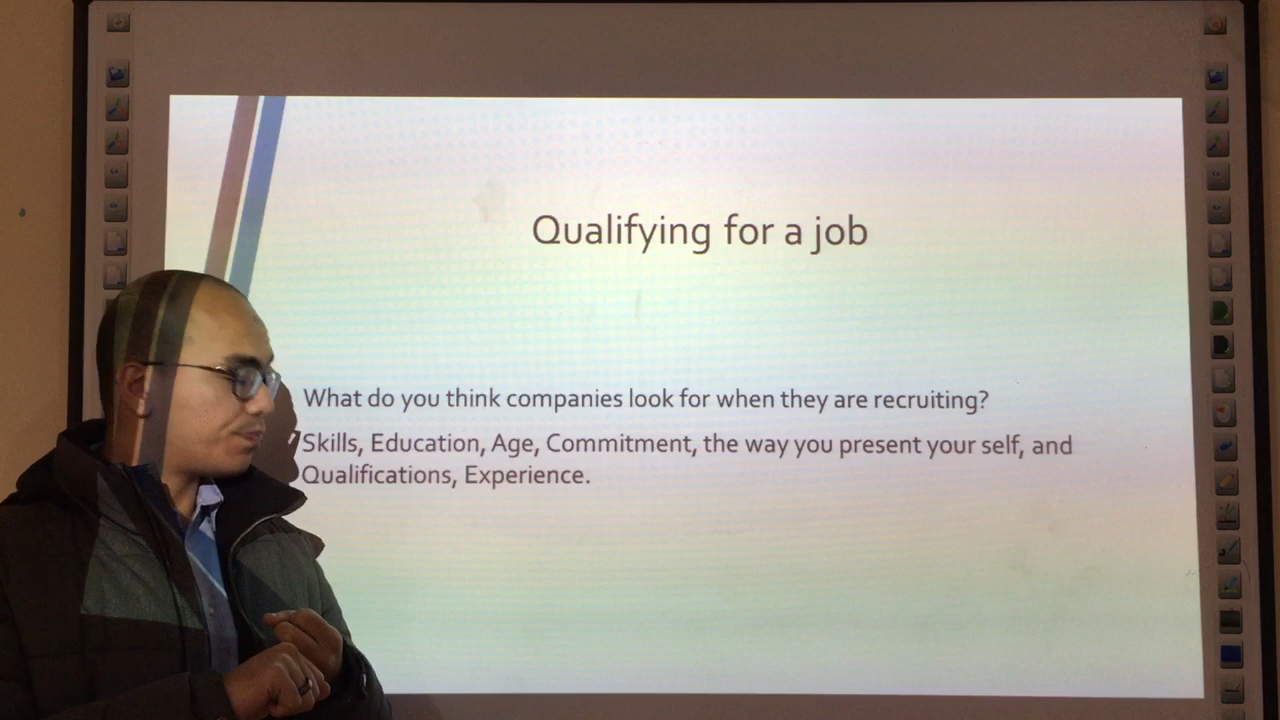 Qualifying for a job
What do you think companies look for when they are recruiting?
Skills, Education, Age, Commitment, the way you present your self, and
Qualifications, Experience.